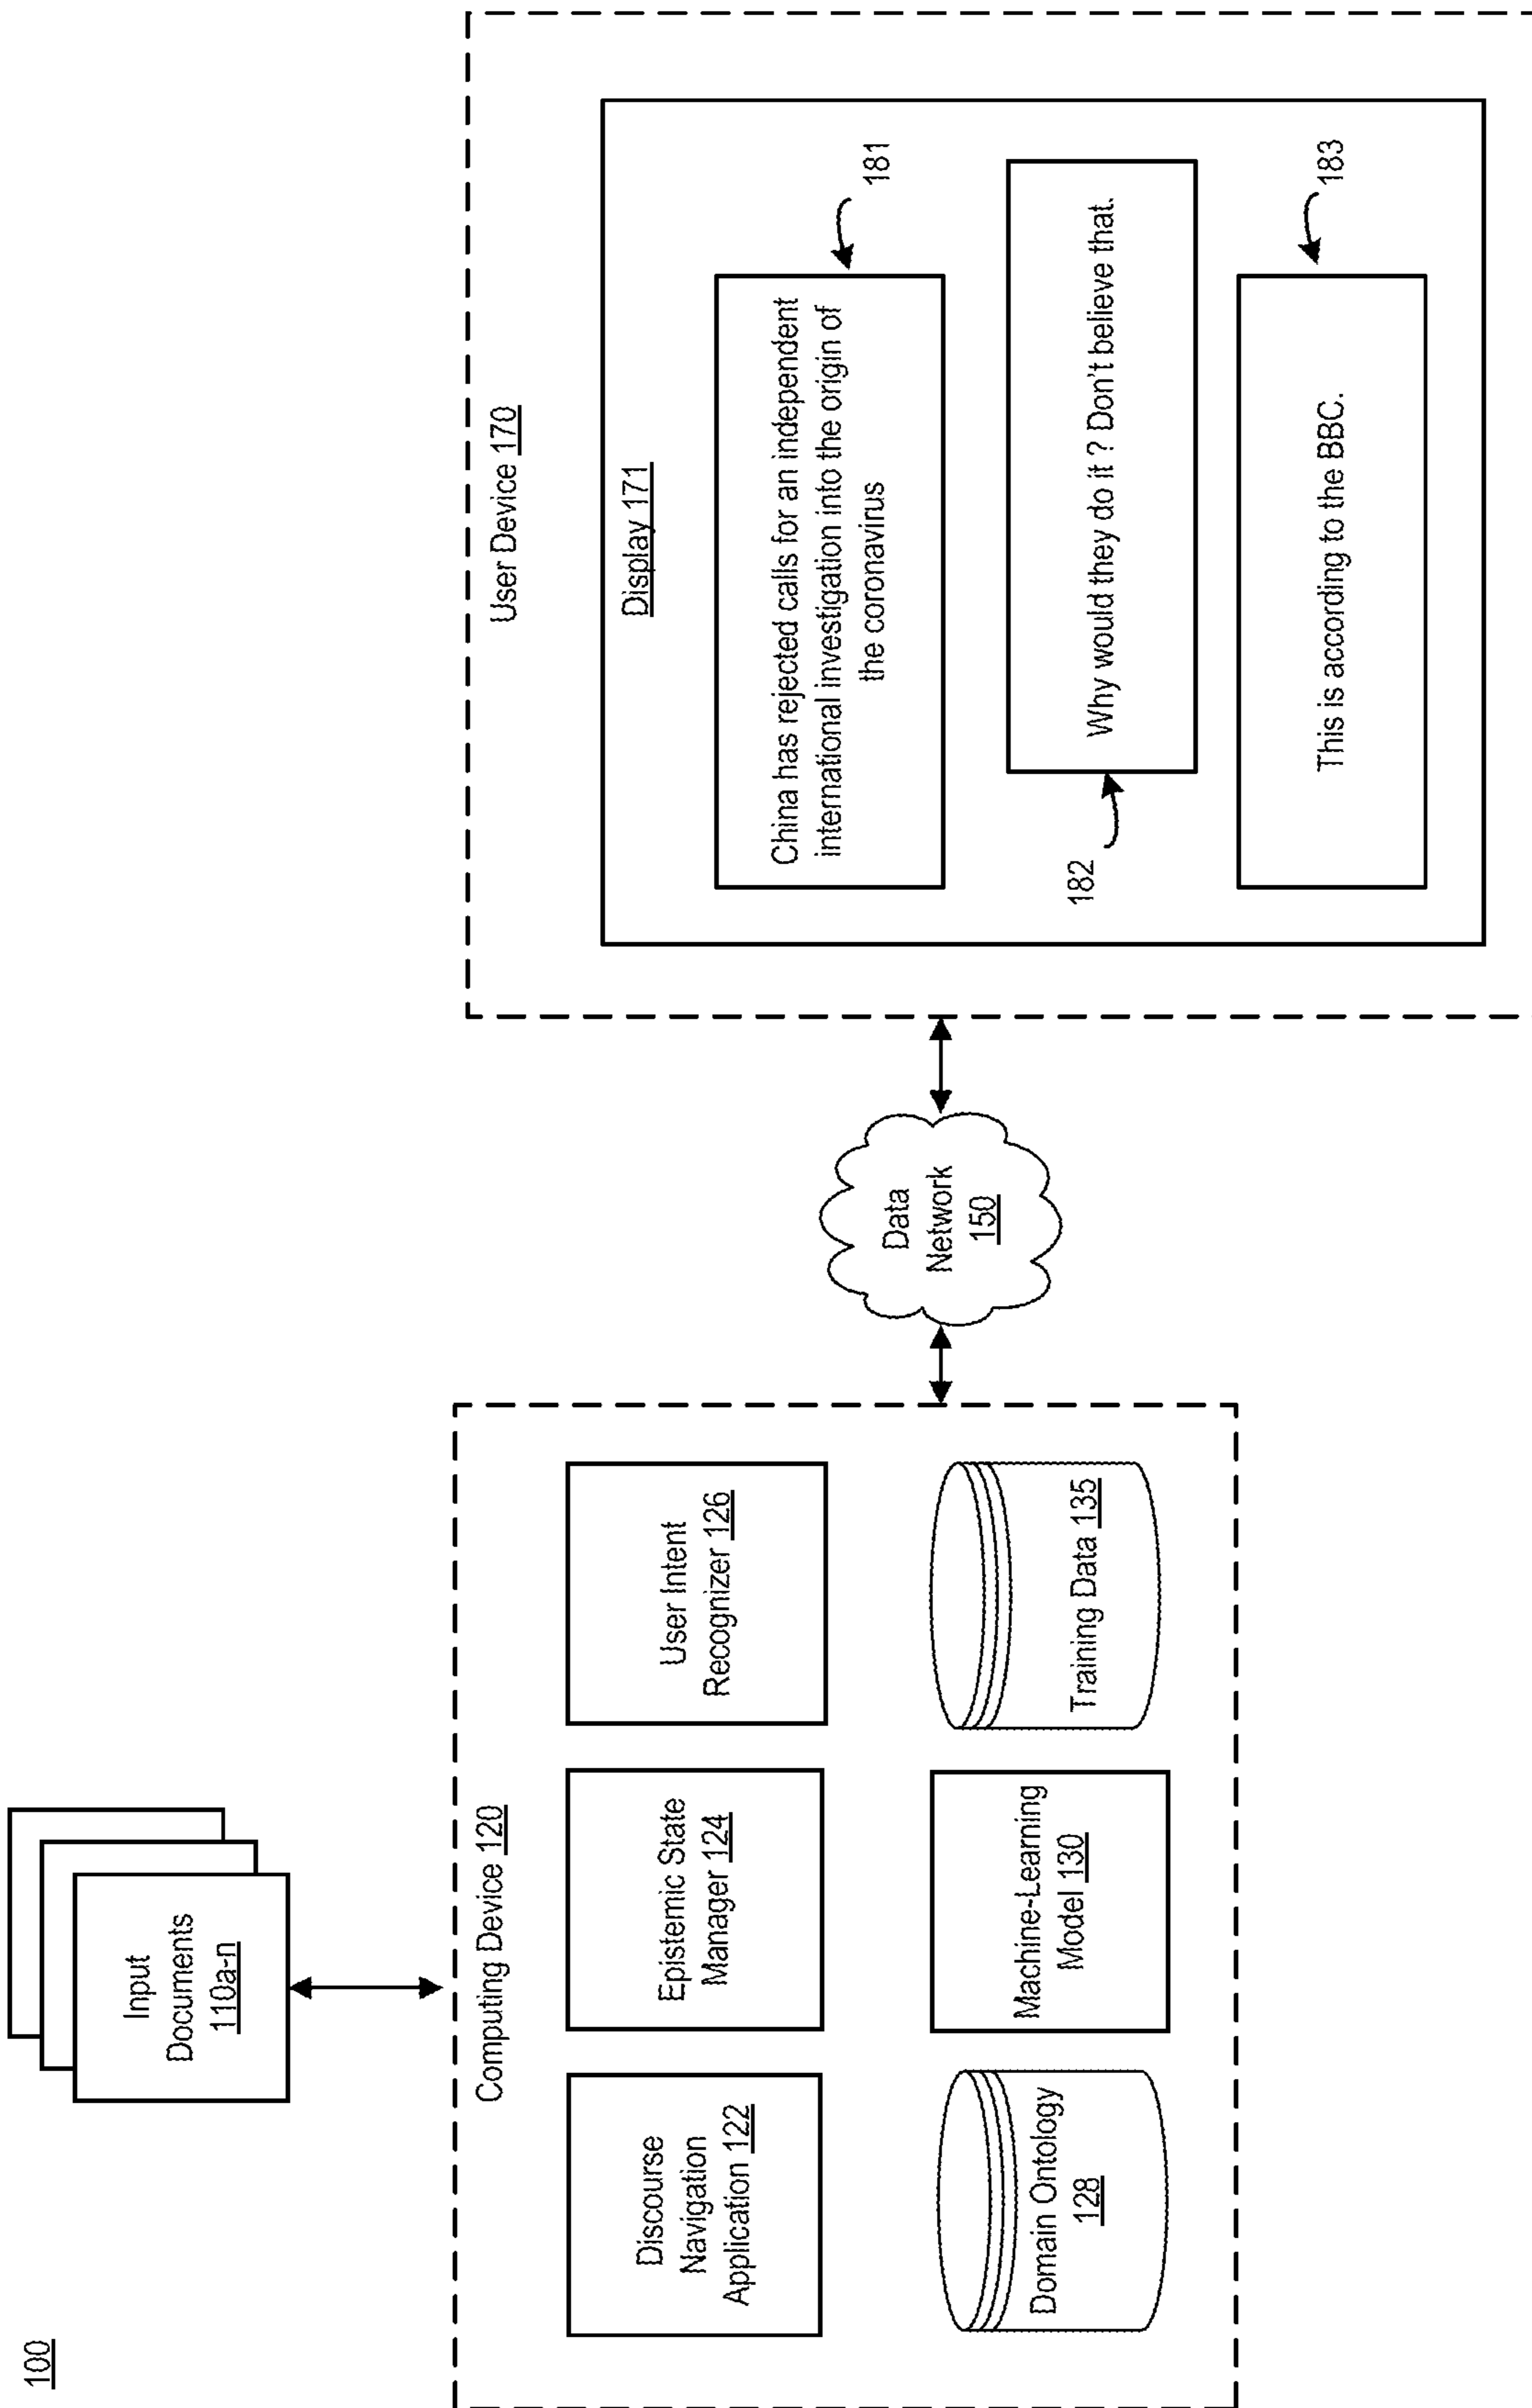 100
Input
Documents
110a-n
Computing Device 120
Discourse
Navigation
Application 122
Epistemic State
Manager 124
User Intent
Recognizer 126
Domain Ontology
128
Machine-Learning
Model 130
Training Data 135
Data
Network
150
User Device 170
Display 171
China has rejected calls for an independent
international investigation into the origin of
the coronavirus
181
Why would they do it ? Don't believe that.
182
This is according to the BBC.
183